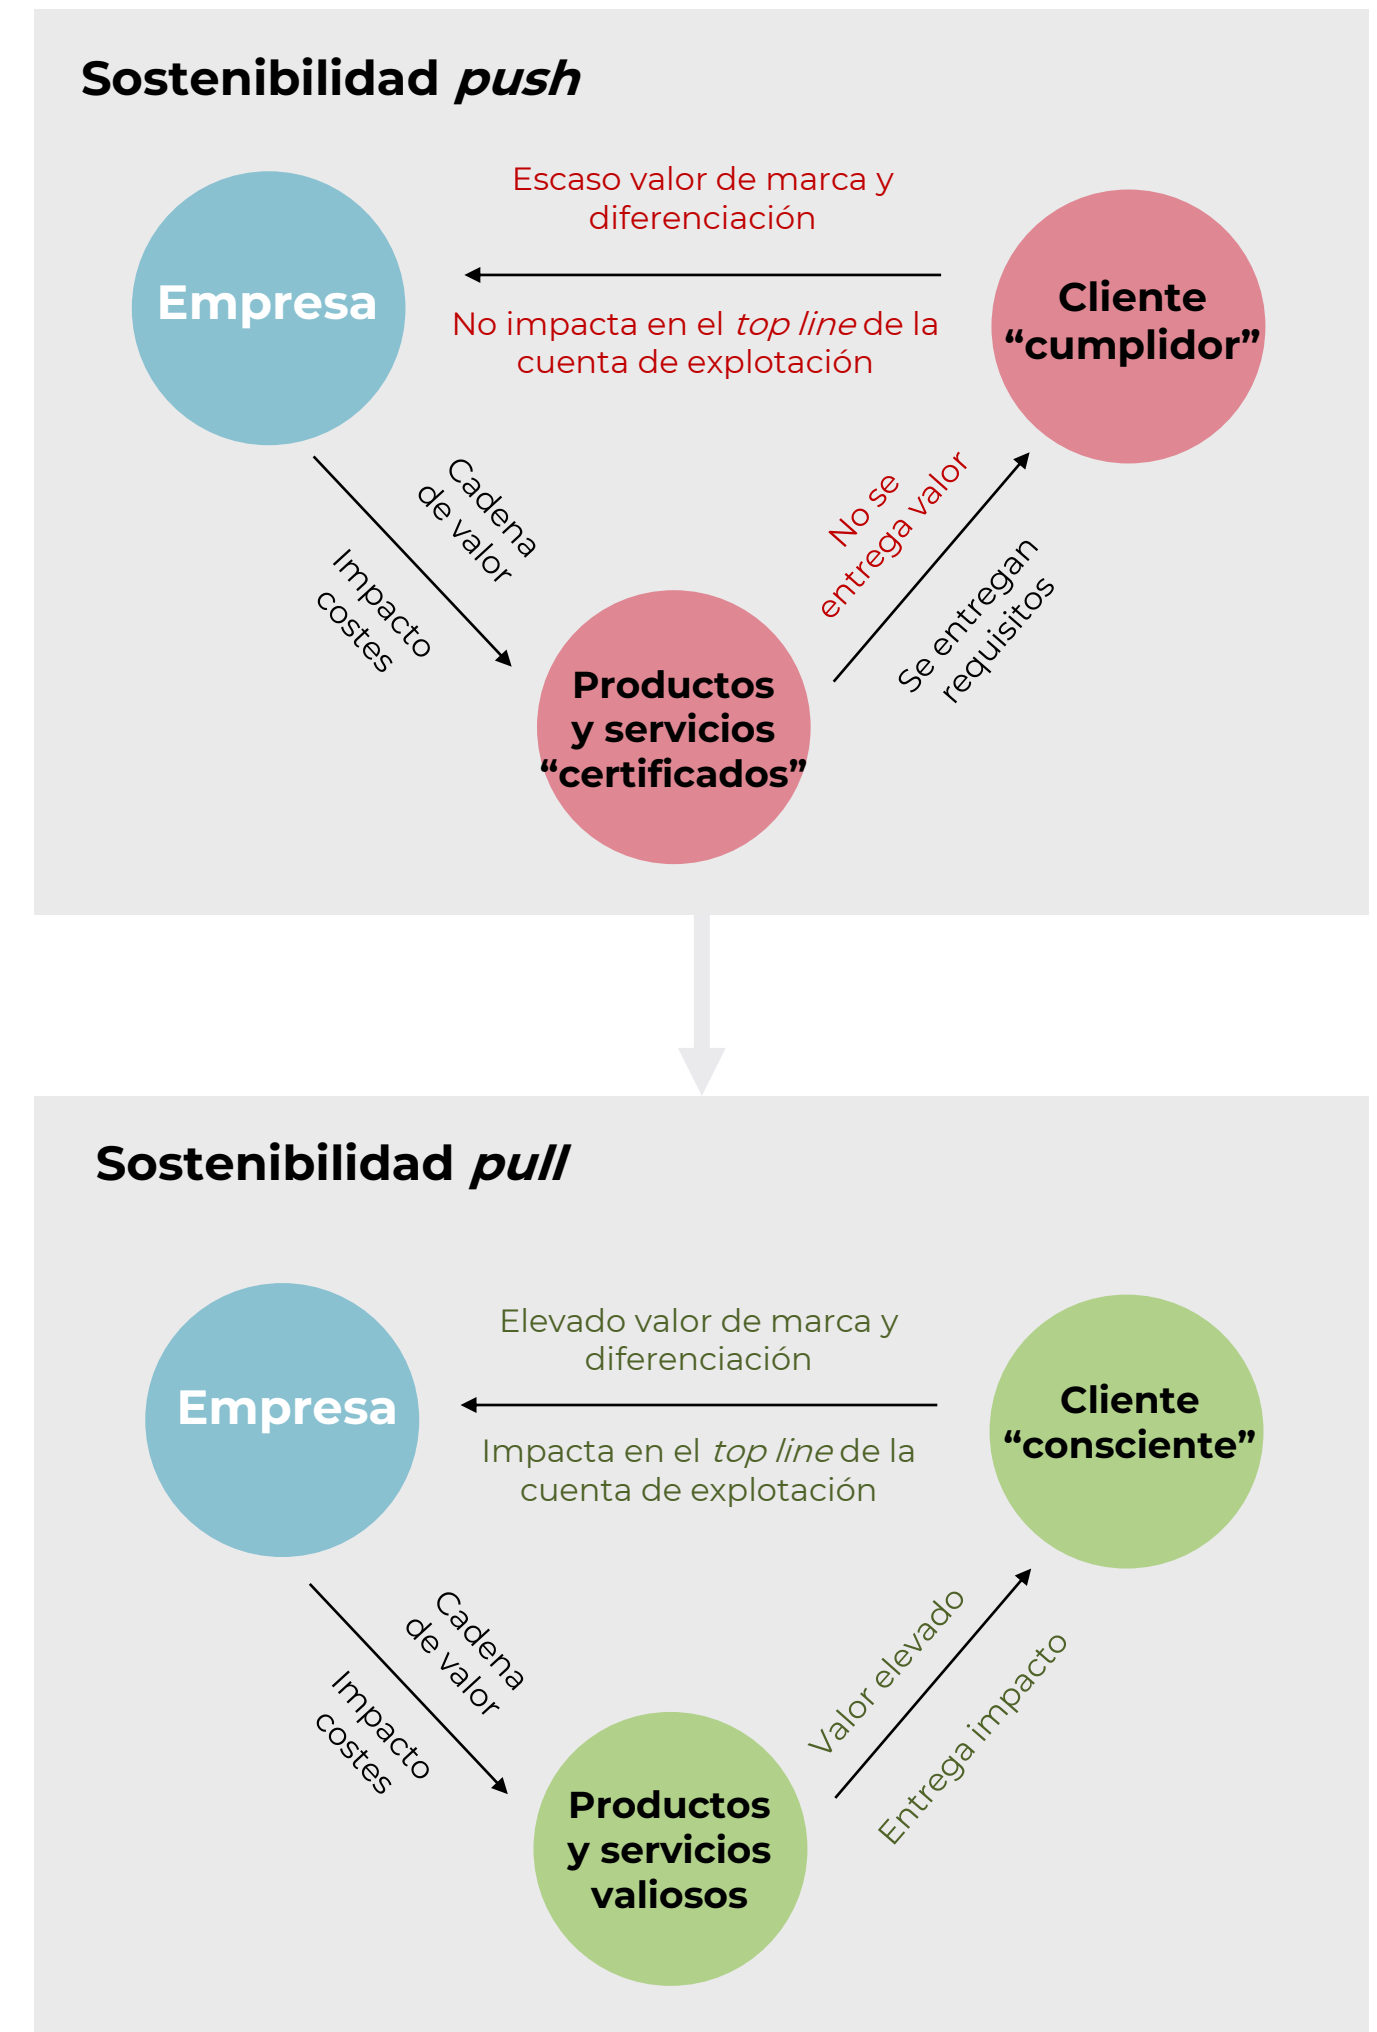 Sostenibilidad push
Escaso valor de marca y
diferenciación
Empresa
No impacta en el top line de la
cuenta de explotación
Cliente
“cumplidor”
Cadena
de valor
Impacto
costes
No se
entrega valor
Se entregan
requisitos
Productos
y servicios
“certificados”
Sostenibilidad pull
Elevado valor de marca y
diferenciación
Empresa
Impacta en el top line de la
cuenta de explotación
Cliente
“consciente”
Cadena
de valor
Impacto
costes
Valor elevado
Entrega impacto
Productos
y servicios
valiosos